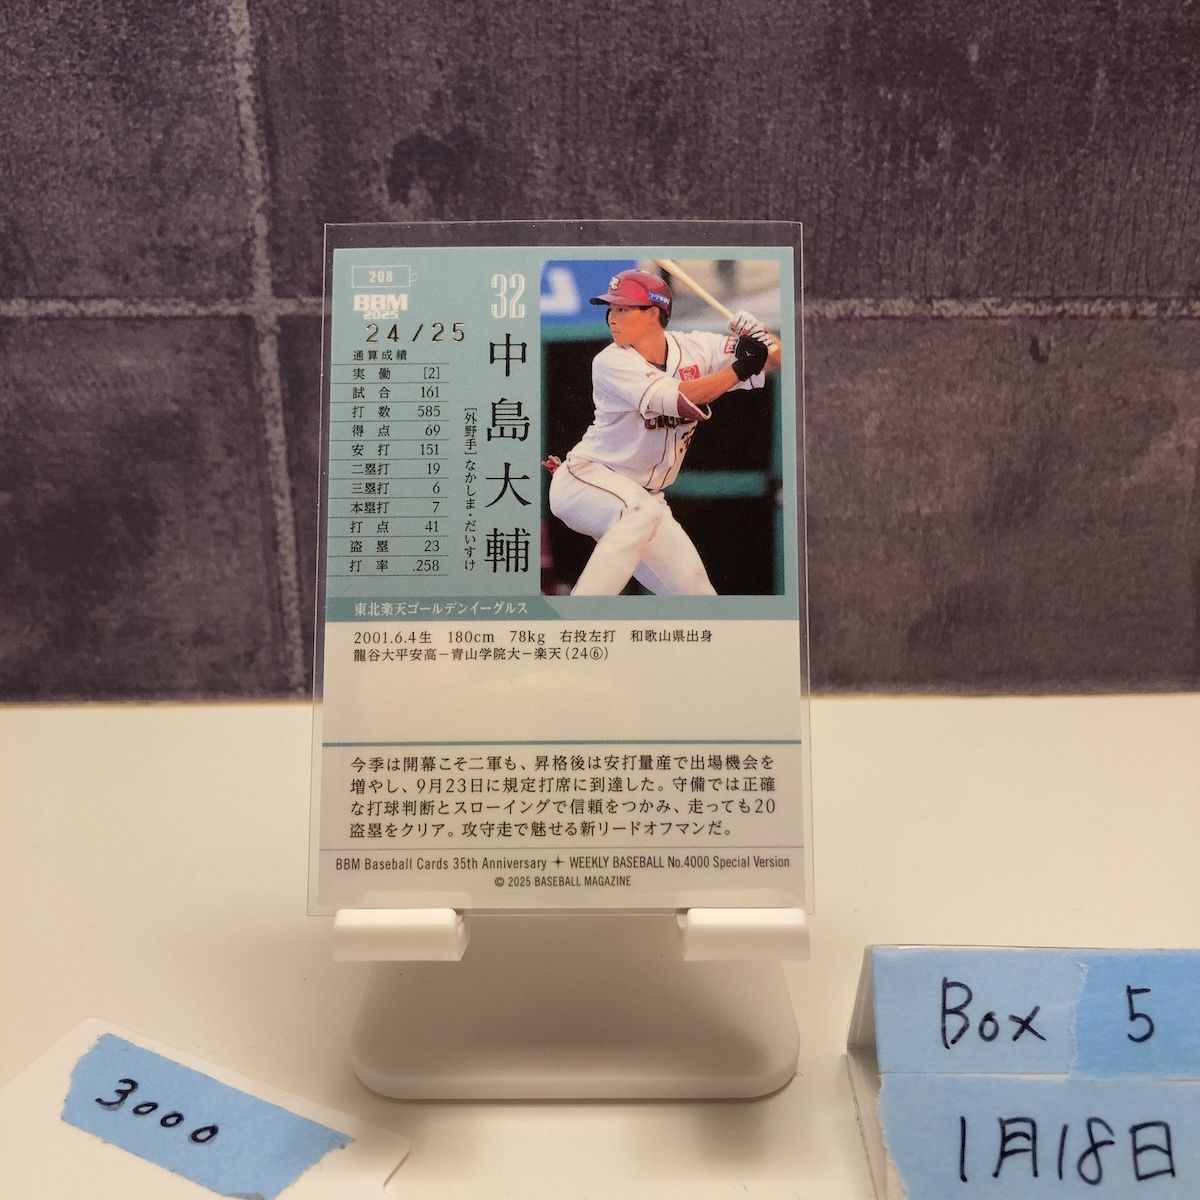 208
BBM
2025
24/25
通算成績
実働 [2]
試合 161
打数 585
得点 69
安打 151
二塁打 19
三塁打 6
本塁打 7
打点 41
盗塁 23
打率 .258
32
中島大輔
[外野手] なかしま・だいすけ
東北楽天ゴールデンイーグルス
2001.6.4生 180cm 78kg 右投左打 和歌山県出身
龍谷大平安高－青山学院大－楽天(24⑥)
今季は開幕こそ二軍も、昇格後は安打量産で出場機会を
増やし、9月23日に規定打席に到達した。守備では正確
な打球判断とスローイングで信頼をつかみ、走っても20
盗塁をクリア。攻守走で魅せる新リードオフマンだ。
BBM Baseball Cards 35th Anniversary ✦ WEEKLY BASEBALL No.4000 Special Version
© 2025 BASEBALL MAGAZINE
3000
Box 5
1月18日